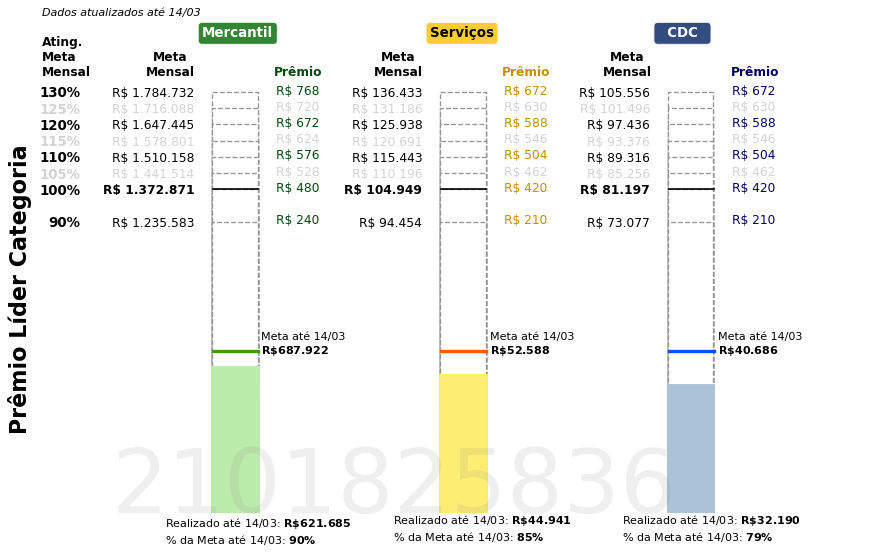 Dados atualizados até 14/03
Mercantil Serviços CDC
Ating. Meta Mensal Meta Mensal Prêmio Meta Mensal Prêmio Meta Mensal Prêmio
130% R$ 1.784.732 R$ 768 R$ 136.433 R$ 672 R$ 105.556 R$ 672
125% R$ 1.716.088 R$ 720 R$ 131.186 R$ 630 R$ 101.496 R$ 630
120% R$ 1.647.445 R$ 672 R$ 125.938 R$ 588 R$ 97.436 R$ 588
115% R$ 1.578.801 R$ 624 R$ 120.691 R$ 546 R$ 93.376 R$ 546
110% R$ 1.510.158 R$ 576 R$ 115.443 R$ 504 R$ 89.316 R$ 504
105% R$ 1.441.514 R$ 528 R$ 110.196 R$ 462 R$ 85.256 R$ 462
100% R$ 1.372.871 R$ 480 R$ 104.949 R$ 420 R$ 81.197 R$ 420
90% R$ 1.235.583 R$ 240 R$ 94.454 R$ 210 R$ 73.077 R$ 210
Prêmio Líder Categoria
Meta até 14/03 Meta até 14/03 Meta até 14/03
R$687.922 R$52.588 R$40.686
2101825836
Realizado até 14/03: R$621.685 Realizado até 14/03: R$44.941 Realizado até 14/03: R$32.190
% da Meta até 14/03: 90% % da Meta até 14/03: 85% % da Meta até 14/03: 79%